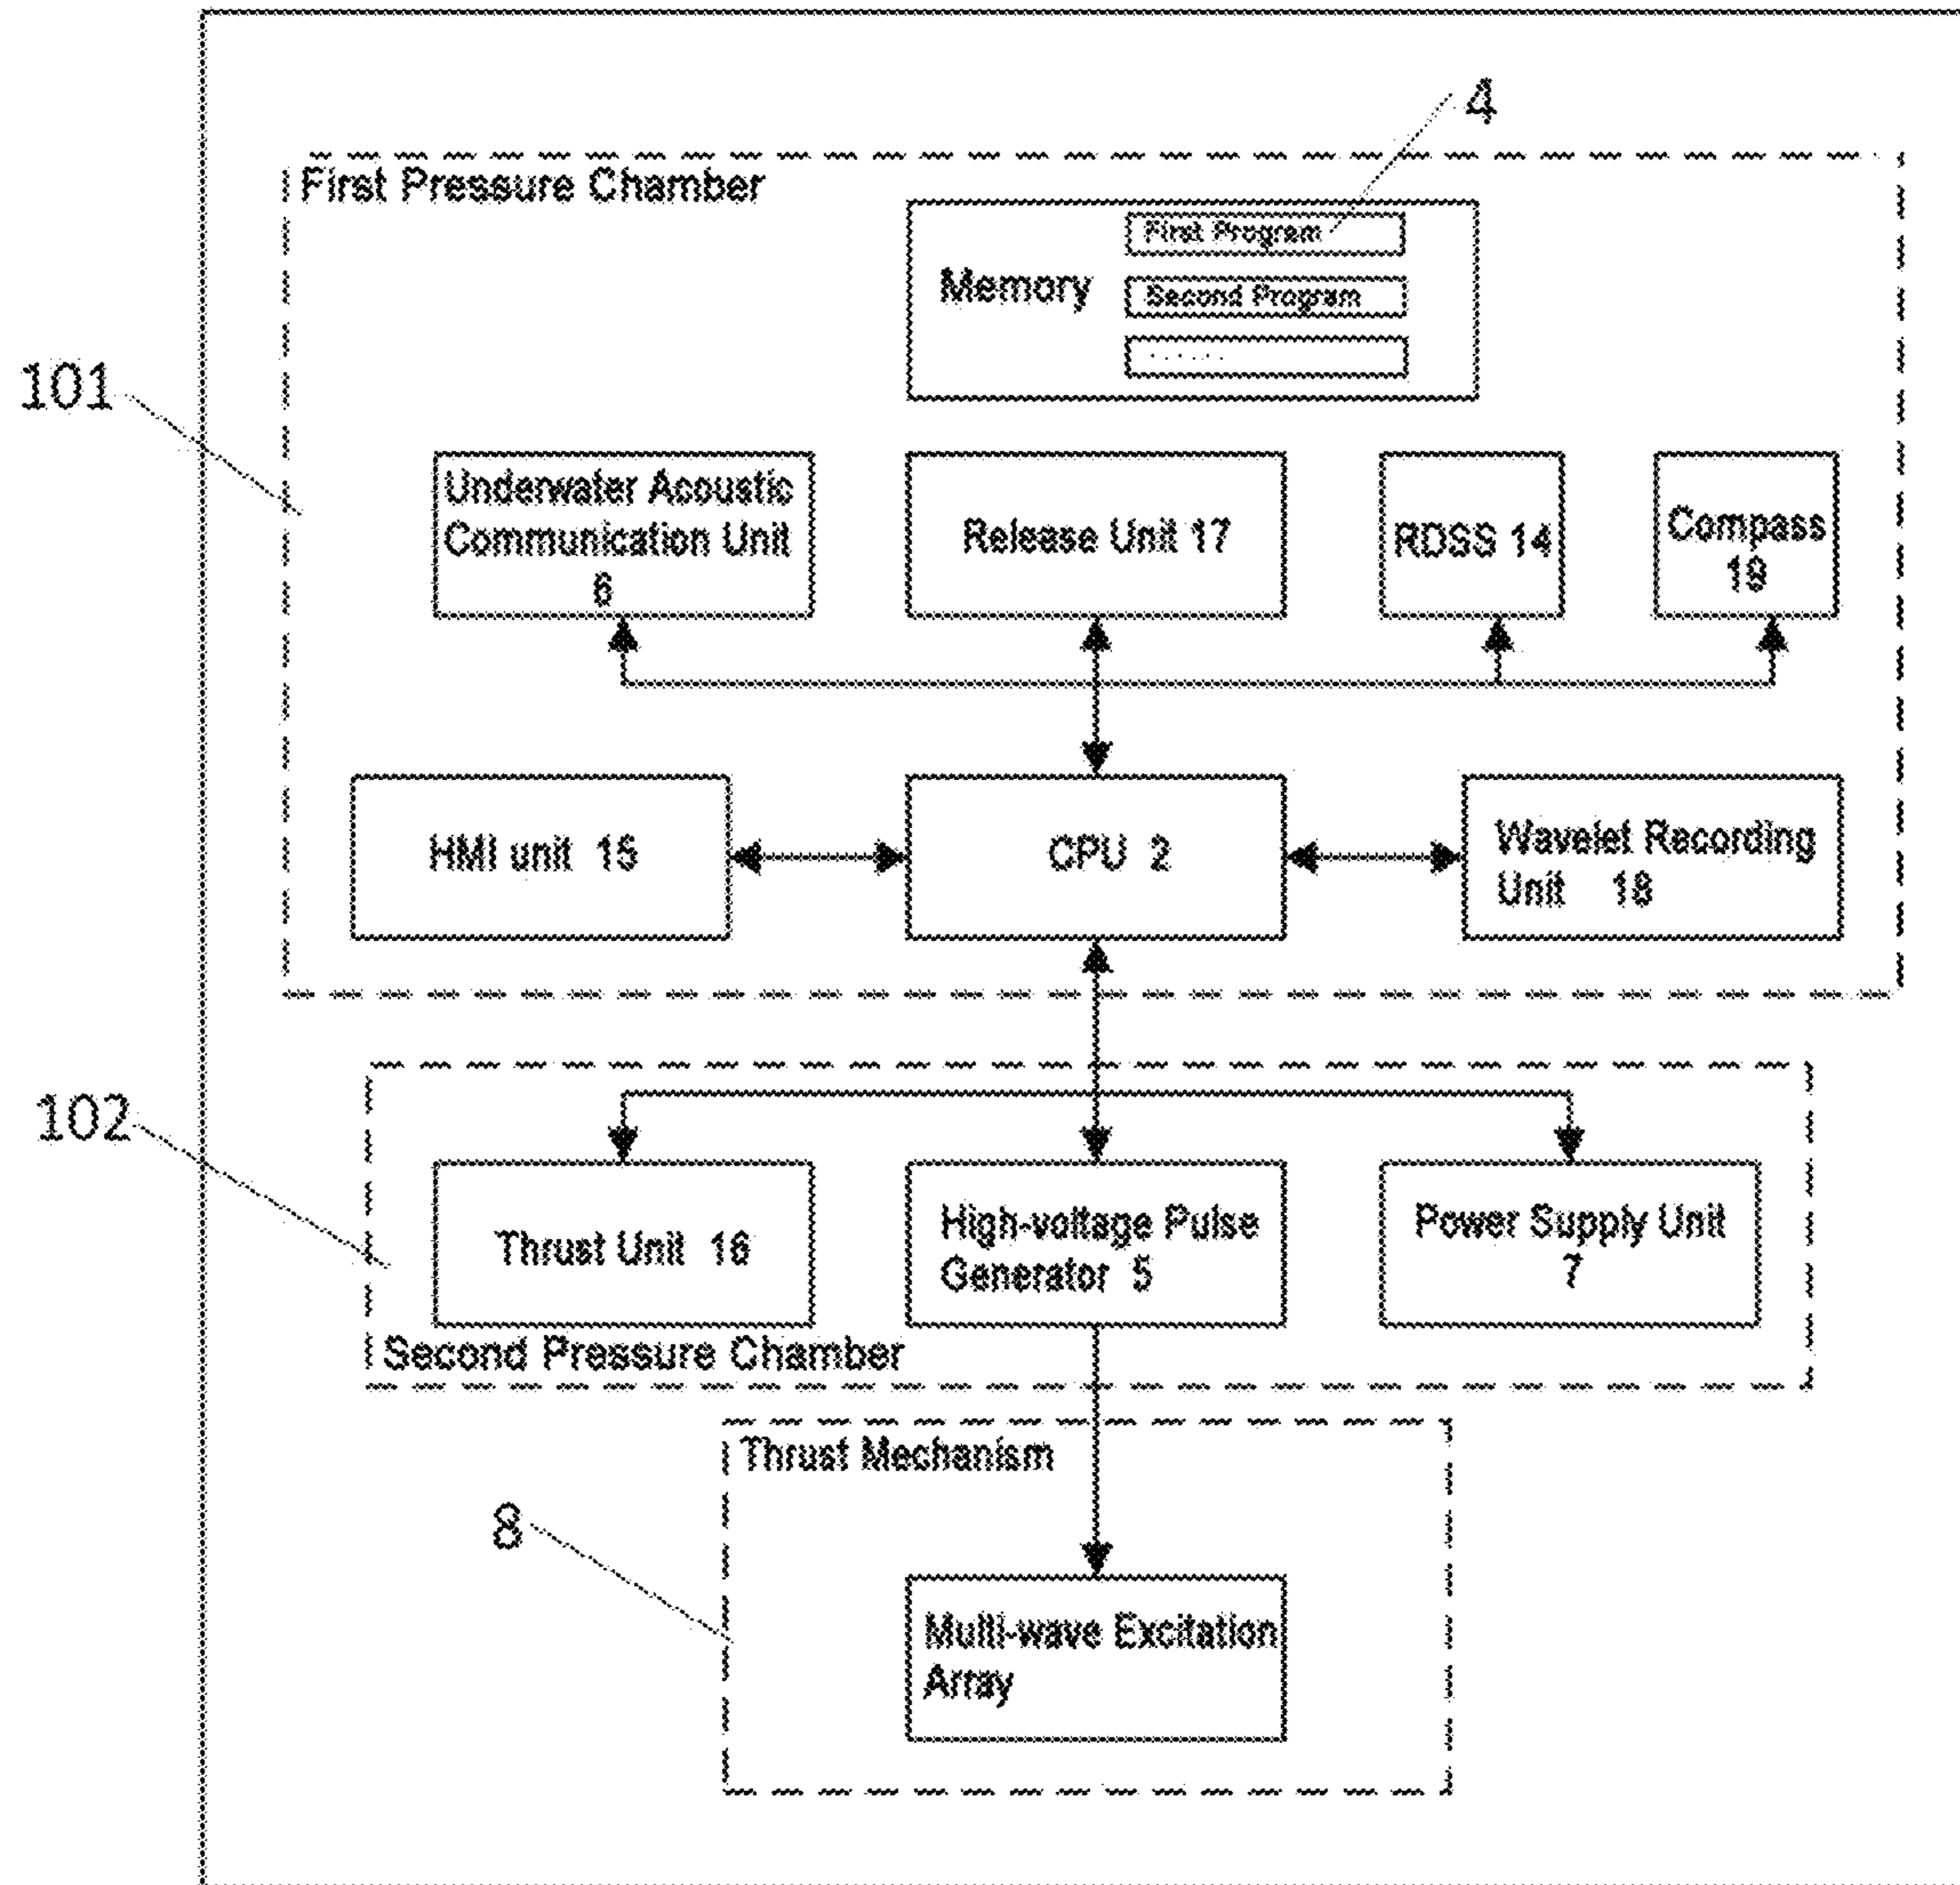 4
First Pressure Chamber
First Program
Memory
Second Program
......
101
Underwater Acoustic
Communication Unit
6
Release Unit 17
RDSS 14
Compass
19
HMI unit 15
CPU 2
Wavelet Recording
Unit 18
102
Thrust Unit 16
High-voltage Pulse
Generator 5
Power Supply Unit
7
Second Pressure Chamber
Thrust Mechanism
8
Multi-wave Excitation
Array